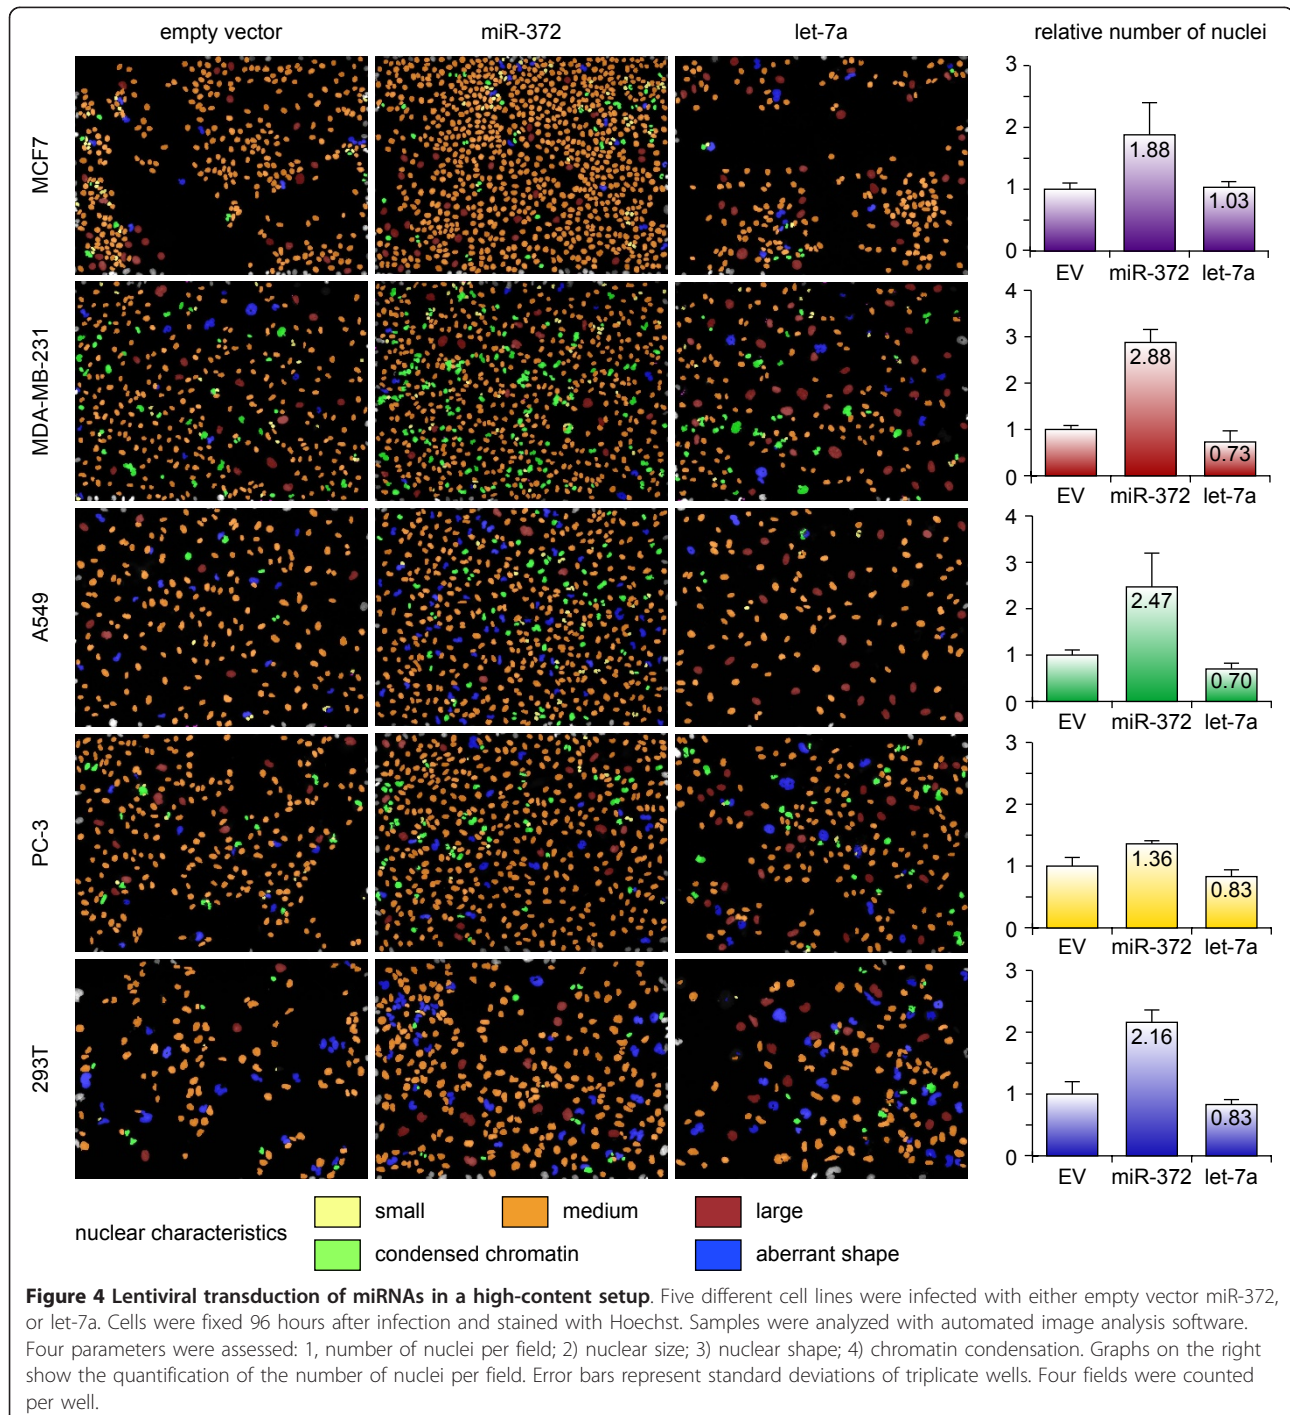 empty vector miR-372 let-7a relative number of nuclei
MCF7
3
2
1
0
1.88
1.03
EV miR-372 let-7a
MDA-MB-231
4
3
2
1
0
2.88
0.73
EV miR-372 let-7a
A549
4
3
2
1
0
2.47
0.70
EV miR-372 let-7a
PC-3
3
2
1
0
1.36
0.83
EV miR-372 let-7a
293T
3
2
1
0
2.16
0.83
EV miR-372 let-7a
nuclear characteristics
small medium large
condensed chromatin aberrant shape
Figure 4 Lentiviral transduction of miRNAs in a high-content setup. Five different cell lines were infected with either empty vector miR-372,
or let-7a. Cells were fixed 96 hours after infection and stained with Hoechst. Samples were analyzed with automated image analysis software.
Four parameters were assessed: 1, number of nuclei per field; 2) nuclear size; 3) nuclear shape; 4) chromatin condensation. Graphs on the right
show the quantification of the number of nuclei per field. Error bars represent standard deviations of triplicate wells. Four fields were counted
per well.